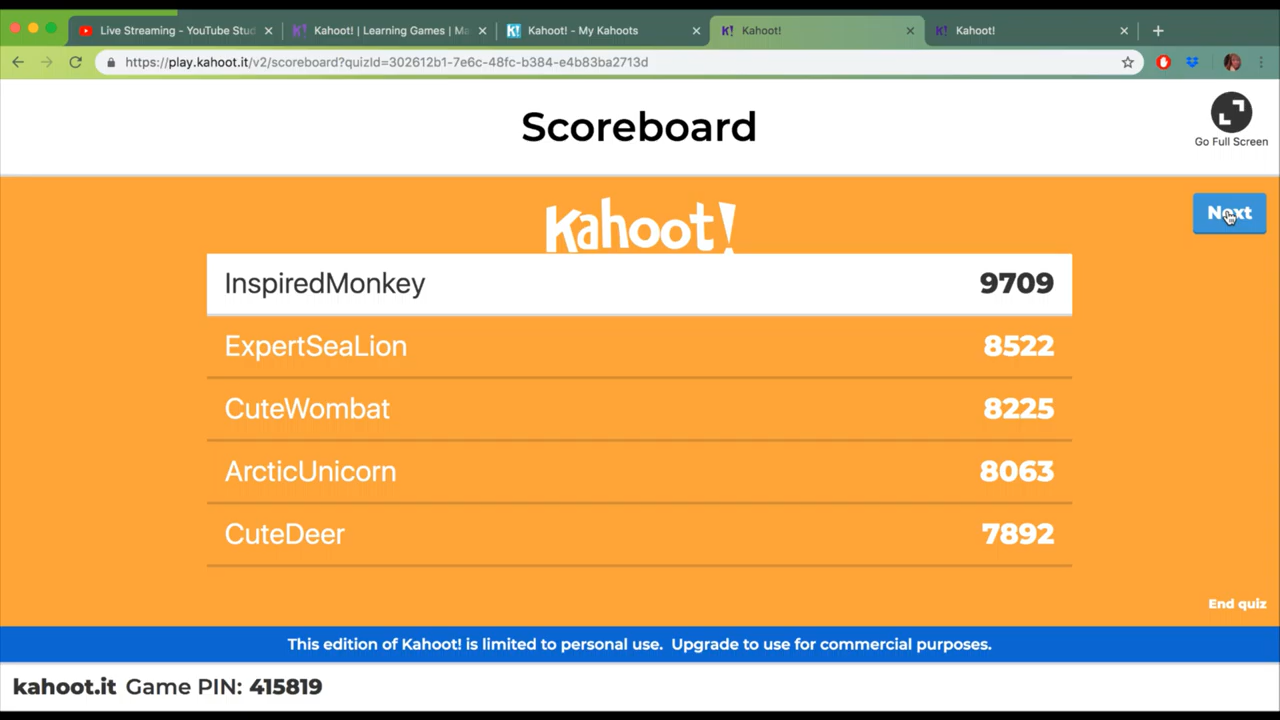 Live Streaming - YouTube Stud
Kahoot! | Learning Games | Ma
Kahoot! - My Kahoots
Kahoot!
Kahoot!
https://play.kahoot.it/v2/scoreboard?quizId=302612b1-7e6c-48fc-b384-e4b83ba2713d
Scoreboard
Go Full Screen
Kahoot!
Next
InspiredMonkey 9709
ExpertSeaLion 8522
CuteWombat 8225
ArcticUnicorn 8063
CuteDeer 7892
End quiz
This edition of Kahoot! is limited to personal use. Upgrade to use for commercial purposes.
kahoot.it Game PIN: 415819